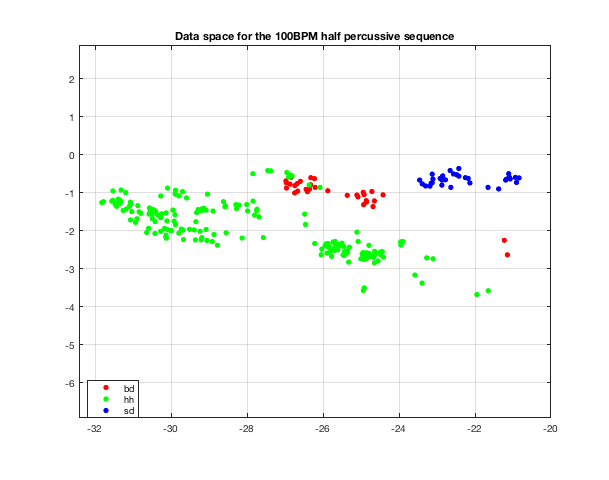 Data space for the 100BPM half percussive sequence
2
1
0
-1
-2
-3
-4
-5
-6
bd
hh
sd
-32 -30 -28 -26 -24 -22 -20